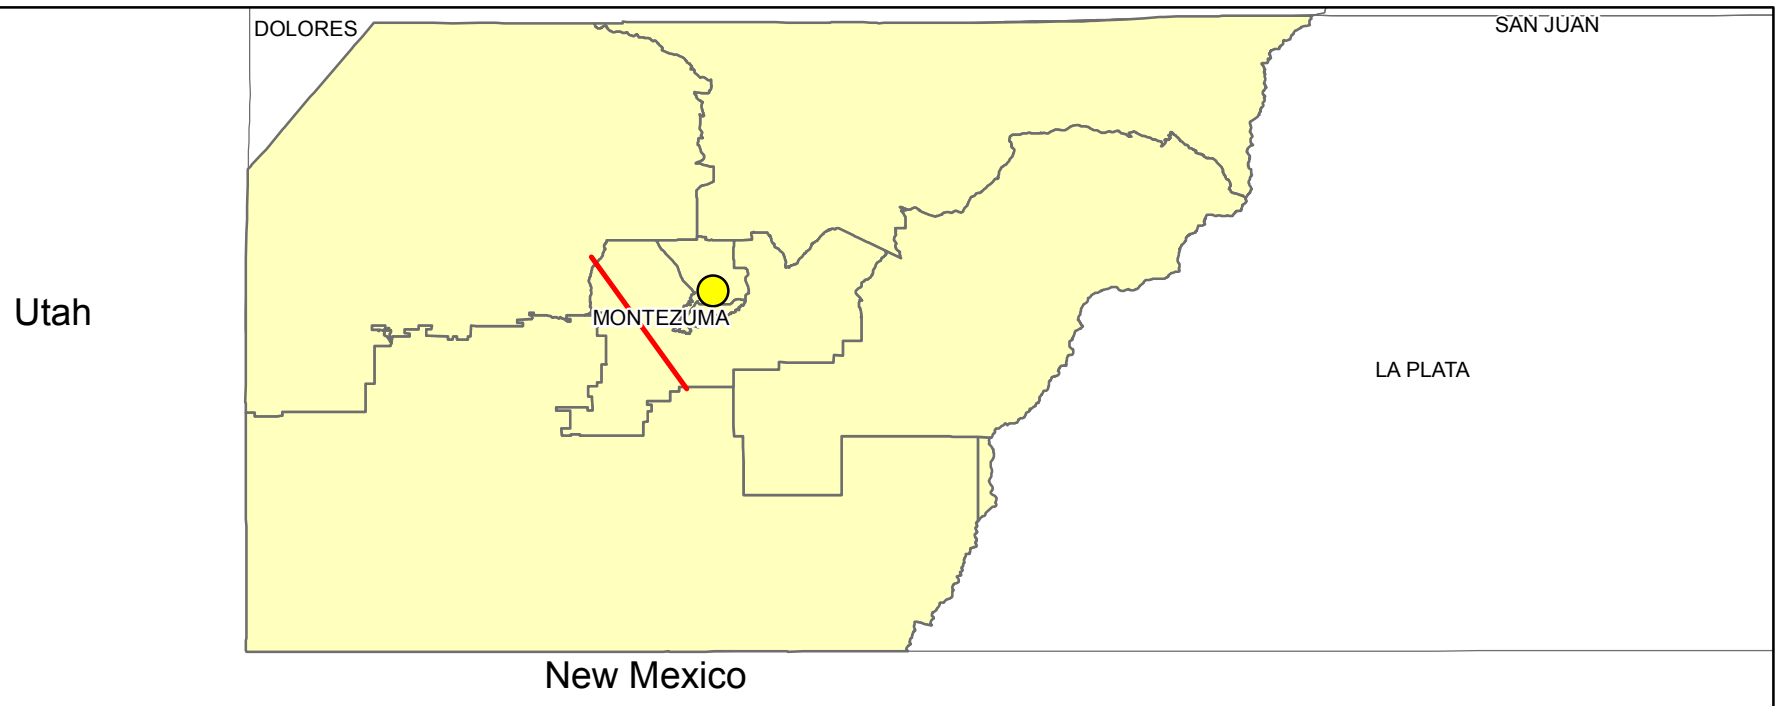 DOLORES
SAN JUAN
Utah
MONTEZUMA
LA PLATA
New Mexico